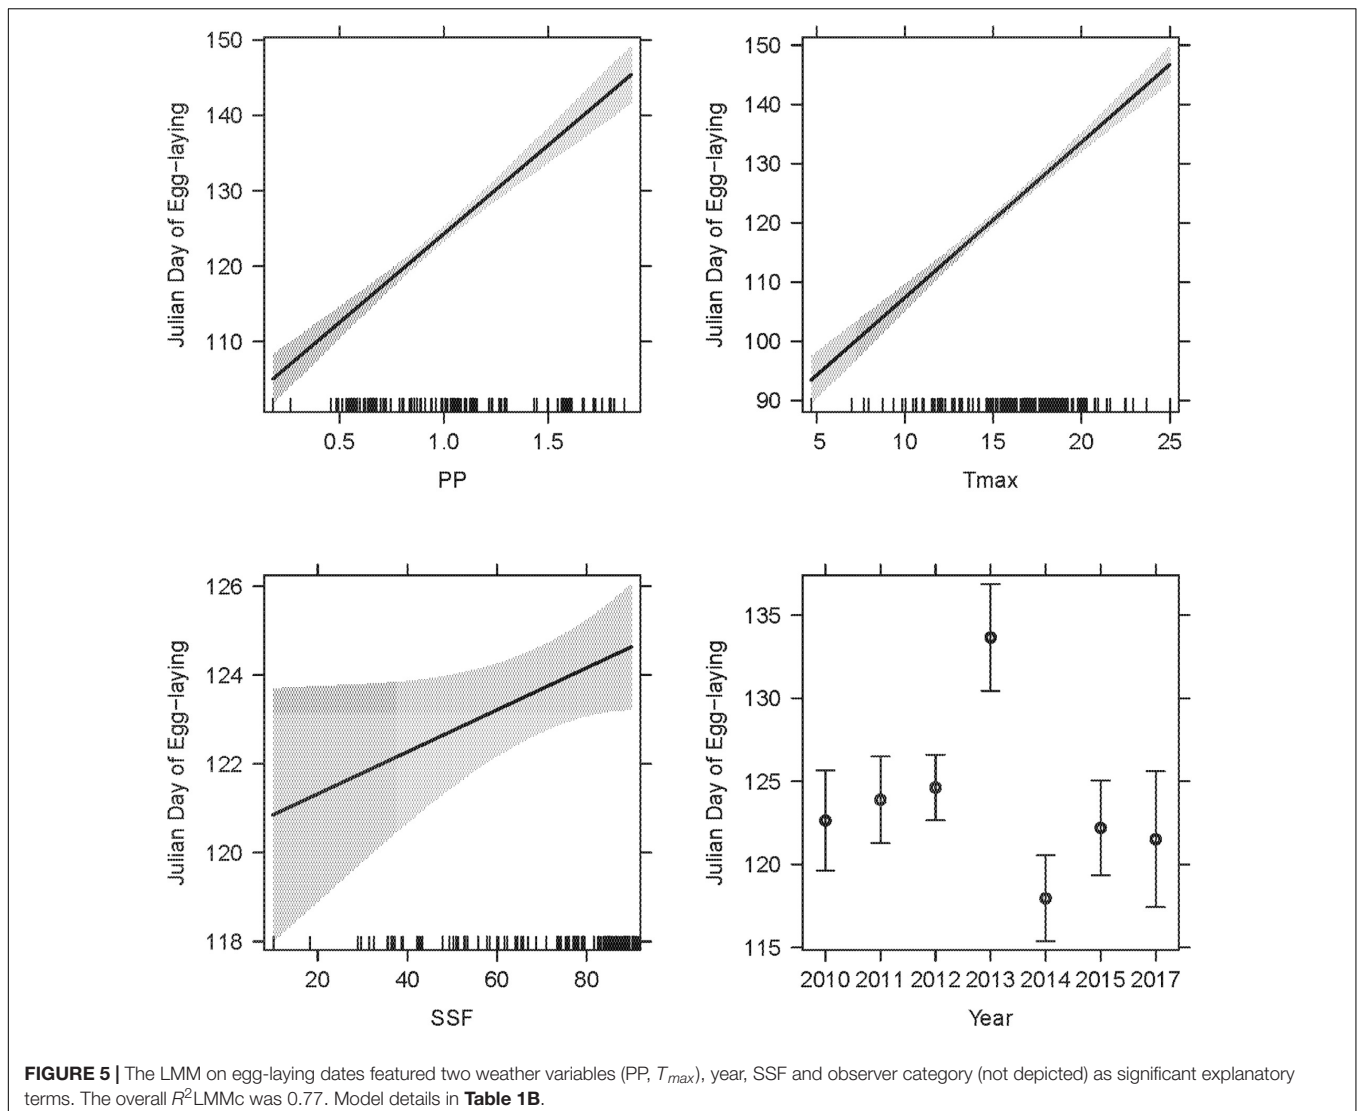 150
140
130
120
110
Julian Day of Egg-laying
0.5 1.0 1.5
PP
150
140
130
120
110
100
90
Julian Day of Egg-laying
5 10 15 20 25
Tmax
126
124
122
120
118
Julian Day of Egg-laying
20 40 60 80
SSF
135
130
125
120
115
Julian Day of Egg-laying
2010 2011 2012 2013 2014 2015 2017
Year
FIGURE 5 | The LMM on egg-laying dates featured two weather variables (PP, Tmax), year, SSF and observer category (not depicted) as significant explanatory
terms. The overall R²LMMc was 0.77. Model details in Table 1B.